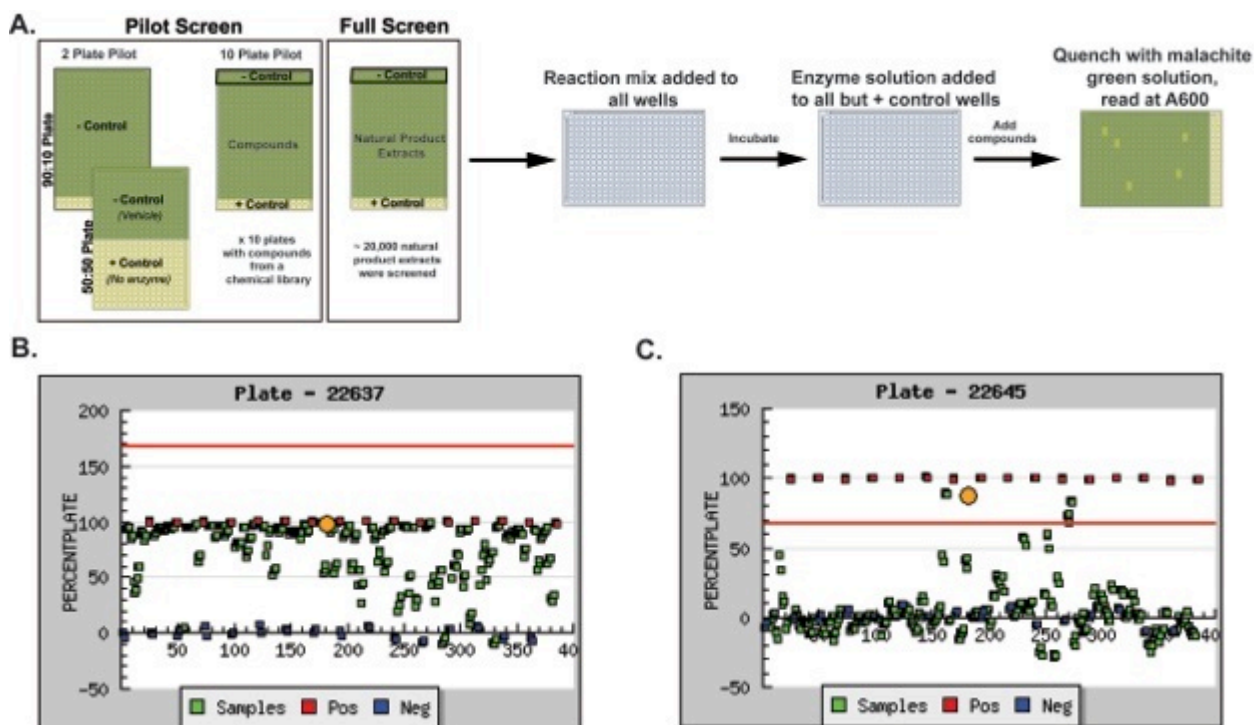 A.
Pilot Screen
Full Screen
2 Plate Pilot
10 Plate Pilot
90:10 Plate
- Control
50:50 Plate
- Control
(Vehicle)
+ Control
(No enzyme)
- Control
Compounds
+ Control
x 10 plates
with compounds
from a
chemical library
- Control
Natural Product
Extracts
+ Control
~ 20,000 natural
product extracts
were screened
Reaction mix added to
all wells
Incubate
Enzyme solution added
to all but + control wells
Add
compounds
Quench with malachite
green solution,
read at A600
B.
Plate - 22637
PERCENTPLATE
200
150
100
50
0
-50
50 100 150 200 250 300 350 40
Samples Pos Neg
C.
Plate - 22645
PERCENTPLATE
150
100
50
0
-50
100 150 200 250 300 350 40
Samples Pos Neg